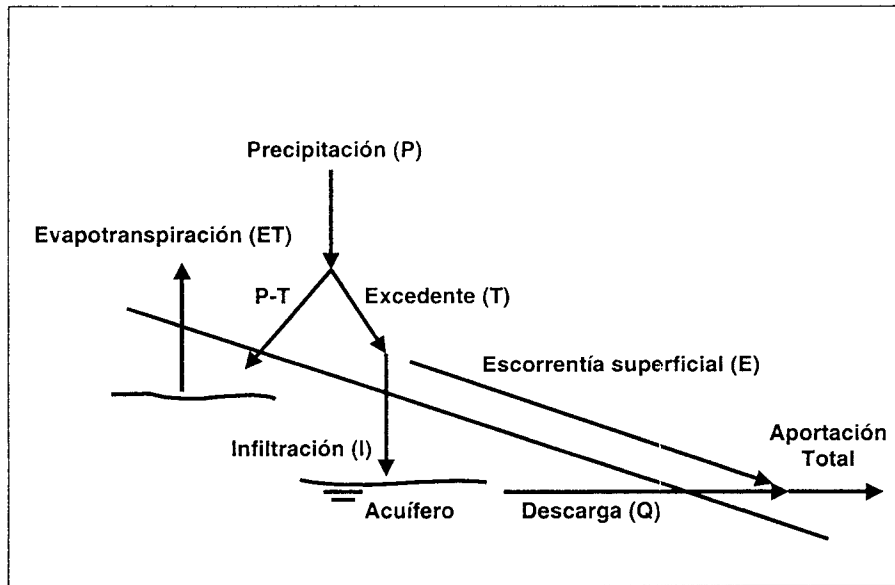 Precipitación (P)
Evapotranspiración (ET)
P-T
Excedente (T)
Escorrentía superficial (E)
Aportación
Total
Infiltración (I)
Acuífero
Descarga (Q)